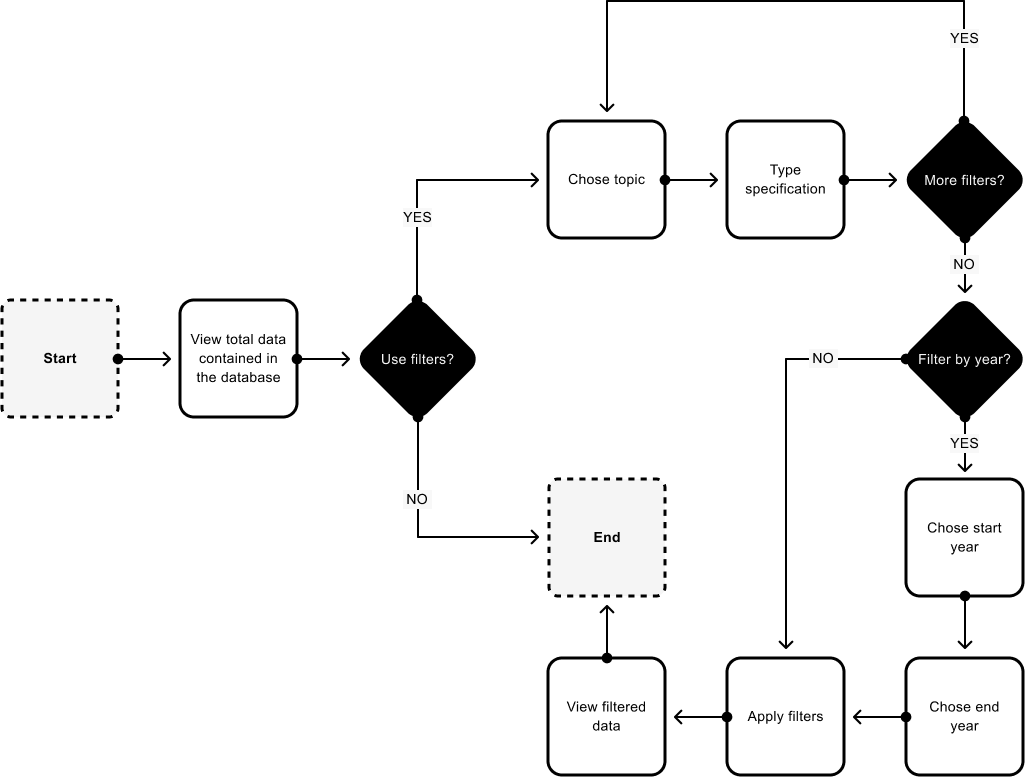 YES
Chose topic
Type
specification
More filters?
YES
NO
Start
View total data
contained in
the database
Use filters?
NO
Filter by year?
YES
NO
End
Chose start
year
View filtered
data
Apply filters
Chose end
year